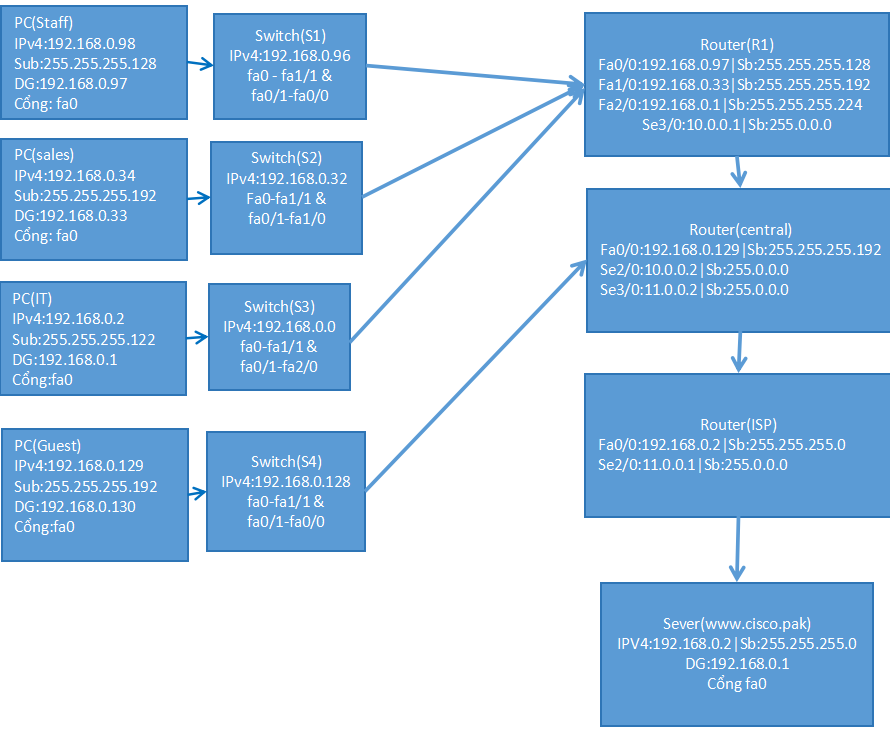 PC(Staff)
IPv4:192.168.0.98
Sub:255.255.255.128
DG:192.168.0.97
Cổng: fa0
Switch(S1)
IPv4:192.168.0.96
fa0 - fa1/1 &
fa0/1-fa0/0
PC(sales)
IPv4:192.168.0.34
Sub:255.255.255.192
DG:192.168.0.33
Cổng: fa0
Switch(S2)
IPv4:192.168.0.32
Fa0-fa1/1 &
fa0/1-fa1/0
PC(IT)
IPv4:192.168.0.2
Sub:255.255.255.122
DG:192.168.0.1
Cổng:fa0
Switch(S3)
IPv4:192.168.0.0
fa0-fa1/1 &
fa0/1-fa2/0
PC(Guest)
IPv4:192.168.0.129
Sub:255.255.255.192
DG:192.168.0.130
Cổng:fa0
Switch(S4)
IPv4:192.168.0.128
fa0-fa1/1 &
fa0/1-fa0/0
Router(R1)
Fa0/0:192.168.0.97|Sb:255.255.255.128
Fa1/0:192.168.0.33|Sb:255.255.255.192
Fa2/0:192.168.0.1|Sb:255.255.255.224
Se3/0:10.0.0.1|Sb:255.0.0.0
Router(central)
Fa0/0:192.168.0.129|Sb:255.255.255.192
Se2/0:10.0.0.2|Sb:255.0.0.0
Se3/0:11.0.0.2|Sb:255.0.0.0
Router(ISP)
Fa0/0:192.168.0.2|Sb:255.255.255.0
Se2/0:11.0.0.1|Sb:255.0.0.0
Sever(www.cisco.pak)
IPV4:192.168.0.2|Sb:255.255.255.0
DG:192.168.0.1
Cổng fa0